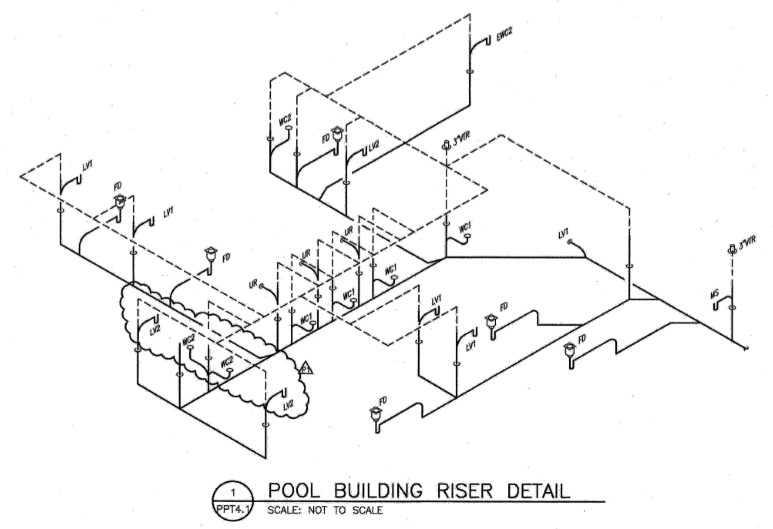 EWC2
WC2
FD
LV2
3"VTR
LV1
FD
LV1
UR
UR
WC1
LV1
3"VTR
FD
UR
WC1
WC1
MS
WC1
LV1
FD
LV2
WC2
LV1
FD
WC2
P1
LV2
FD
1
PPT4.1
POOL BUILDING RISER DETAIL
SCALE: NOT TO SCALE